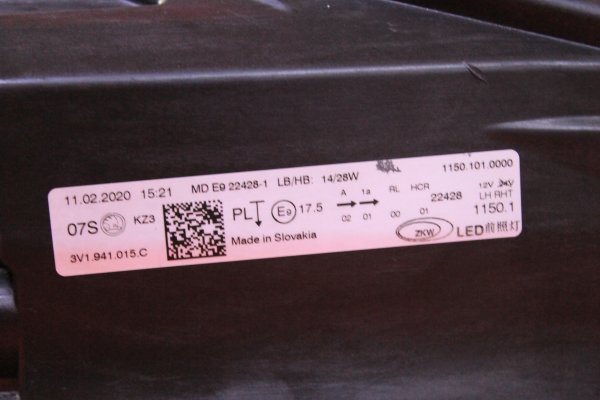 11.02.2020 15:21 MD E9 22428-1 LB/HB: 14/28W 1150.101.0000
07S KZ3 PL E9 17.5 A 1a RL HCR 22428 12V 24V
02 01 00 01 LH.RHT
1150.1
3V1.941.015.C Made in Slovakia ZKW LED前照灯